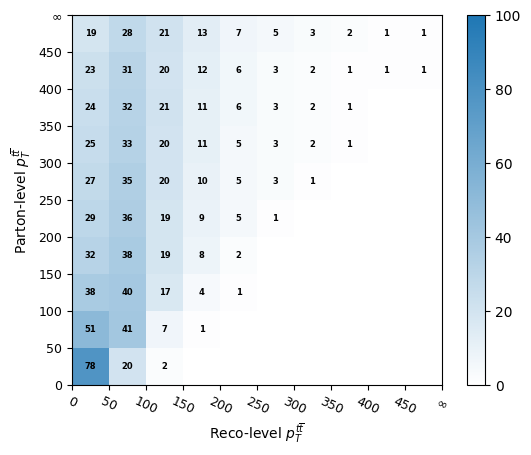 ∞ 19 28 21 13 7 5 3 2 1 1 100
450 23 31 20 12 6 3 2 1 1 1
400 24 32 21 11 6 3 2 1 80
350 25 33 20 11 5 3 2 1
300 27 35 20 10 5 3 1 60
250 29 36 19 9 5 1
200 32 38 19 8 2 40
150 38 40 17 4 1
100 51 41 7 1 20
50 78 20 2
0 0
0 50 100 150 200 250 300 350 400 450 ∞
Parton-level $p_T^{t\overline{t}}$
Reco-level $p_T^{t\overline{t}}$